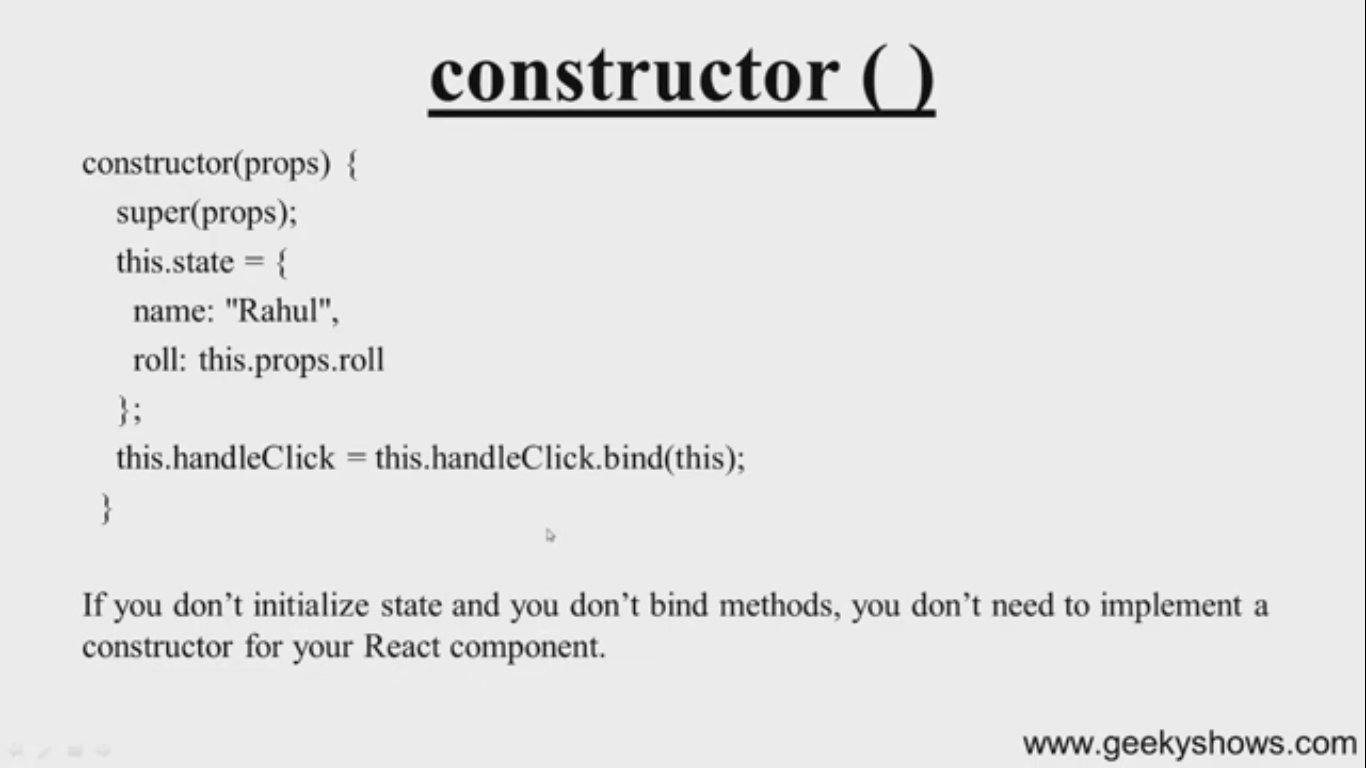 constructor ( )
constructor(props) {
super(props);
this.state = {
name: "Rahul",
roll: this.props.roll
};
this.handleClick = this.handleClick.bind(this);
}
If you don’t initialize state and you don’t bind methods, you don’t need to implement a
constructor for your React component.
www.geekyshows.com